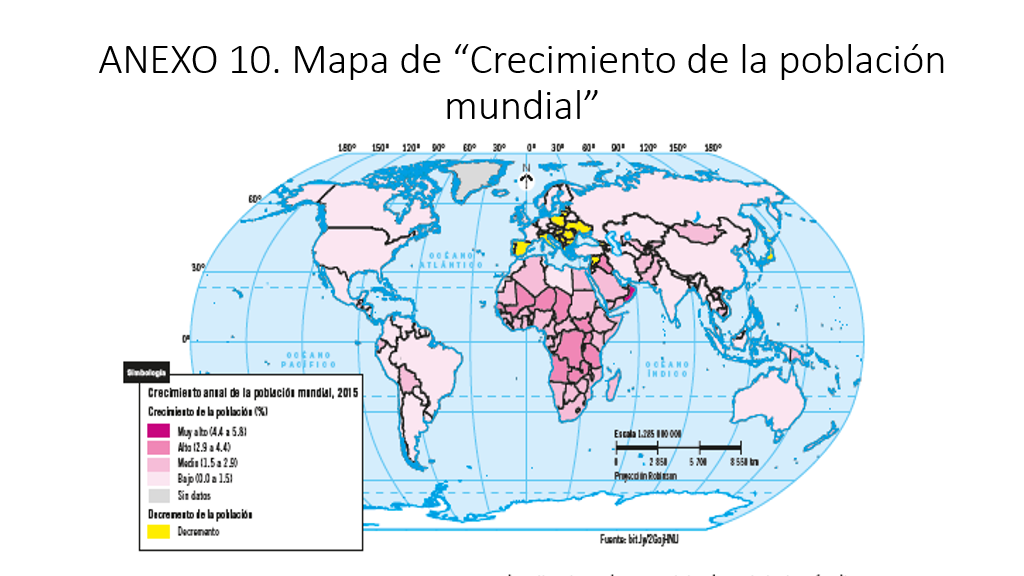 ANEXO 10. Mapa de “Crecimiento de la población
mundial”
180° 150° 120° 90° 60° 30° 0° 30° 60° 90° 120° 150° 180°
N
60°
OCÉANO
ATLÁNTICO
30°
0°
OCÉANO
PACÍFICO
OCÉANO
ÍNDICO
Simbología
Crecimiento anual de la población mundial, 2015
Crecimiento de la población (%)
Muy alto (4.4 a 5.8)
Alto (2.9 a 4.4)
Medio (1.5 a 2.9)
Bajo (0.0 a 1.5)
Sin datos
Decremento de la población
Decremento
Escala 1:285 000 000
0 2 850 5 700 8 550 km
Proyección Robinson
Fuente: bit.ly/2GojHNU